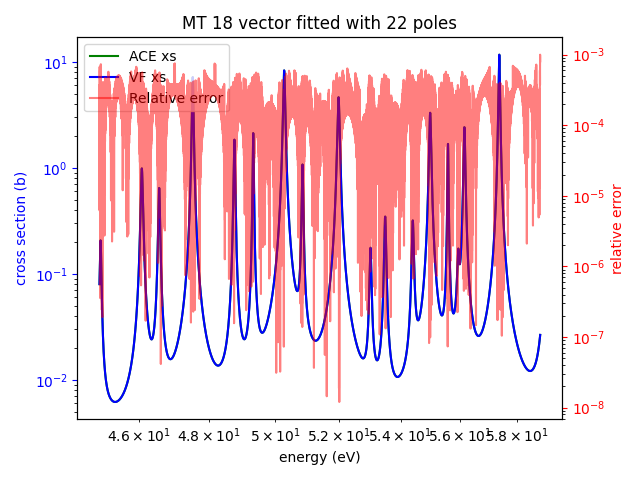 MT 18 vector fitted with 22 poles
ACE xs
VF xs
Relative error
cross section (b)
10¹
10⁰
10⁻¹
10⁻²
relative error
10⁻³
10⁻⁴
10⁻⁵
10⁻⁶
10⁻⁷
10⁻⁸
4.6 × 10¹ 4.8 × 10¹ 5 × 10¹ 5.2 × 10¹ 5.4 × 10¹ 5.6 × 10¹ 5.8 × 10¹
energy (eV)